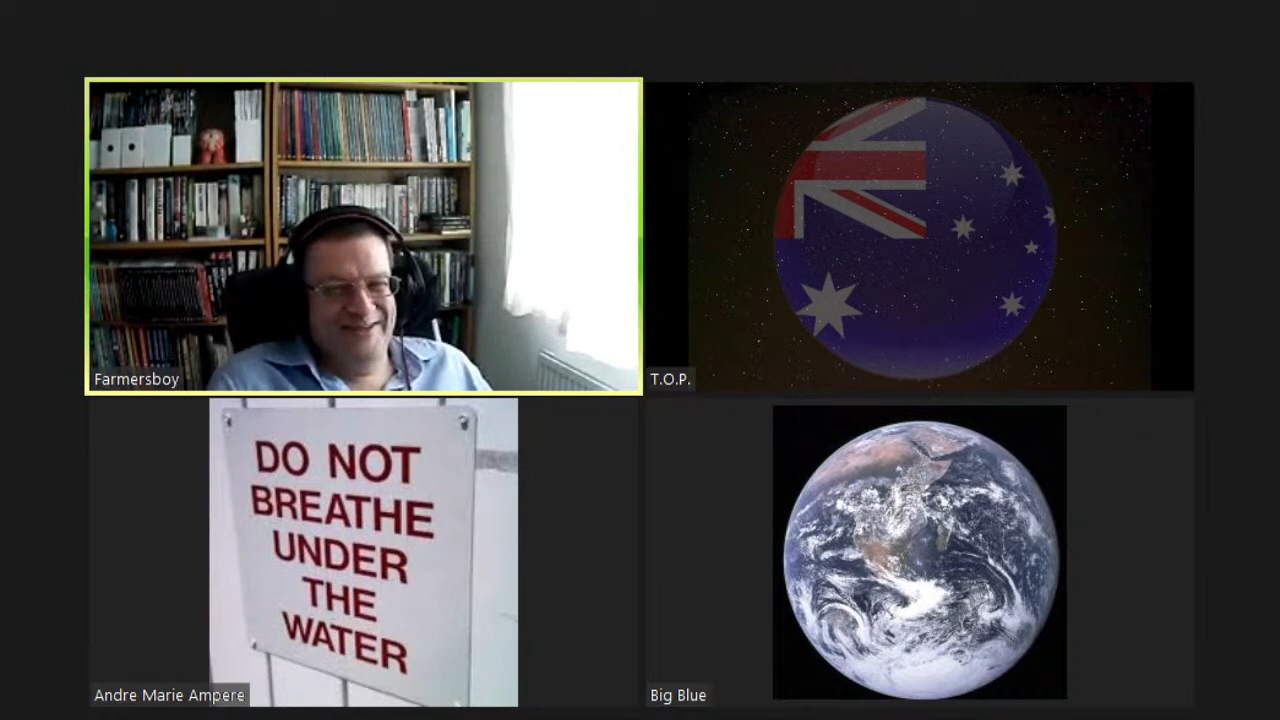 Farmersboy
T.O.P.
DO NOT
BREATHE
UNDER
THE
WATER
Andre Marie Ampere
Big Blue